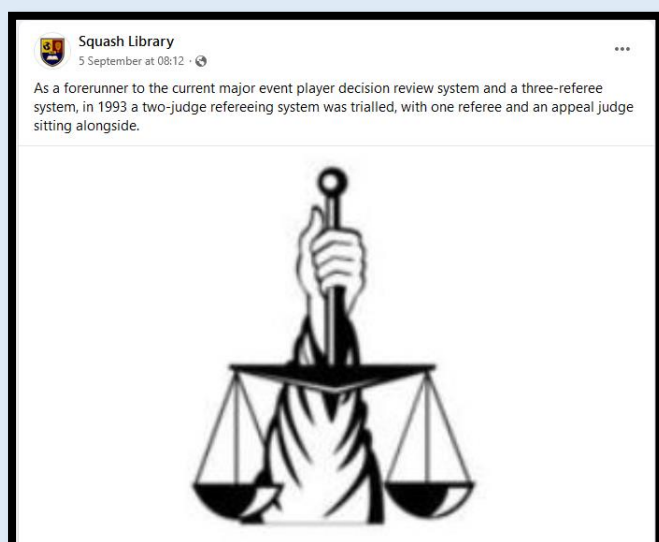 Squash Library
5 September at 08:12 ·
As a forerunner to the current major event player decision review system and a three-referee
system, in 1993 a two-judge refereeing system was trialled, with one referee and an appeal judge
sitting alongside.